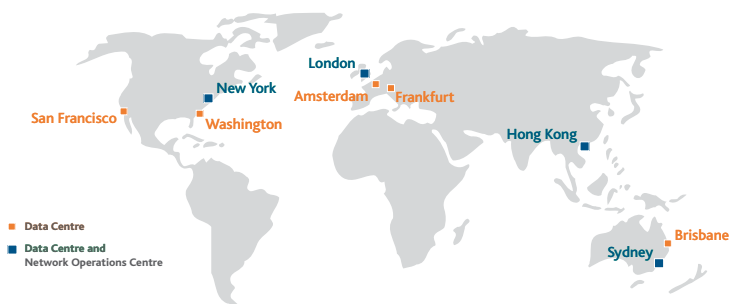 London
New York
Amsterdam
Frankfurt
San Francisco
Washington
Hong Kong
Data Centre
Brisbane
Data Centre and
Network Operations Centre
Sydney